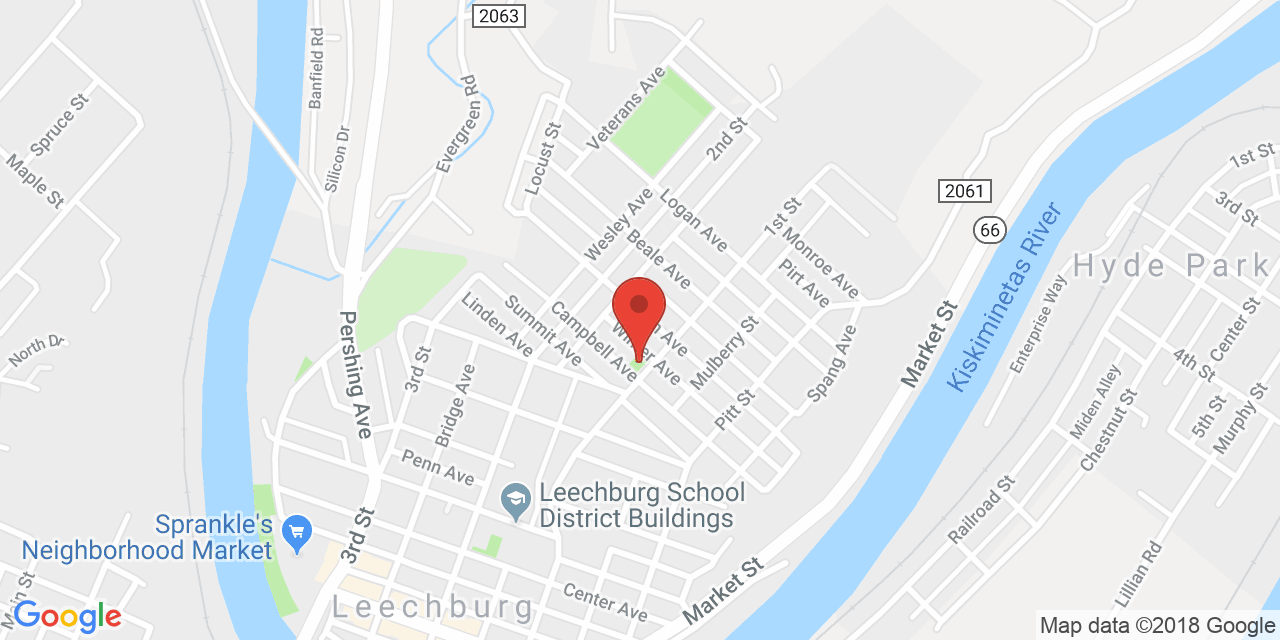 2063
Banfield Rd
Spruce St
Maple St
Silicon Dr
Evergreen Rd
Locust St
Veterans Ave
2nd St
Wesley Ave
Logan Ave
Beale Ave
1st St
Monroe Ave
Pirt Ave
2061
66
Kiskiminetas River
1st St
3rd St
Hyde Park
Enterprise Way
Center St
4th St
5th St
Murphy St
Miden Alley
Chestnut St
Railroad St
Lillian Rd
Market St
Spang Ave
Mulberry St
Pitt St
Ave
Ave
Campbell Ave
Summit Ave
Linden Ave
North Dr
Pershing Ave
3rd St
Bridge Ave
Penn Ave
Leechburg School
District Buildings
Sprankle's
Neighborhood Market
3rd St
Main St
Leechburg
Center Ave
Market St
Google
Map data ©2018 Google